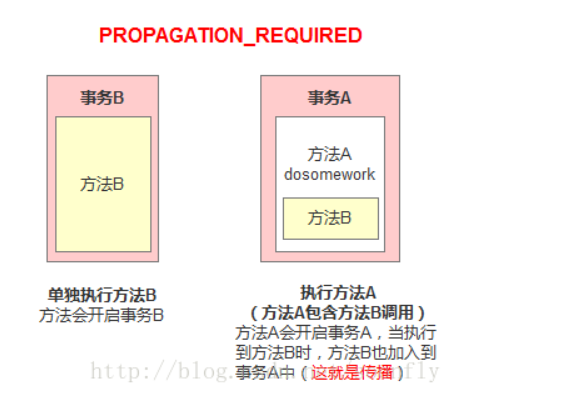 PROPAGATION_REQUIRED
事务B
方法B
单独执行方法B
方法会开启事务B
事务A
方法A
dosomework
方法B
执行方法A
（方法A包含方法B调用）
方法A会开启事务A，当执行
到方法B时，方法B也加入到
事务A中（这就是传播）
http://blog.